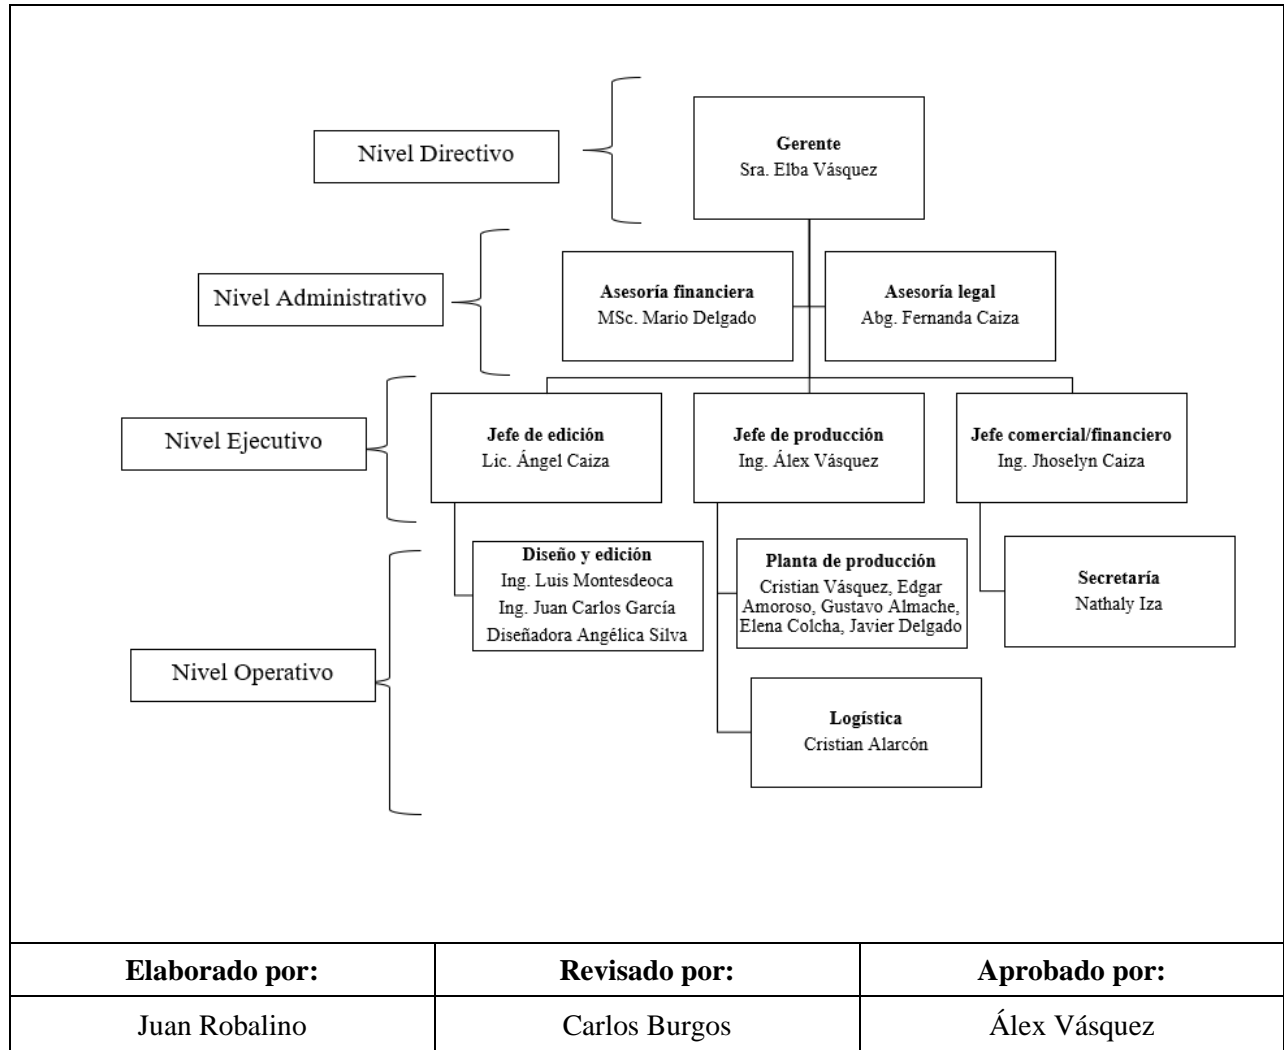 Nivel Directivo
Gerente
Sra. Elba Vásquez
Nivel Administrativo
Asesoría financiera
MSc. Mario Delgado
Asesoría legal
Abg. Fernanda Caiza
Nivel Ejecutivo
Jefe de edición
Lic. Ángel Caiza
Jefe de producción
Ing. Álex Vásquez
Jefe comercial/financiero
Ing. Jhoselyn Caiza
Nivel Operativo
Diseño y edición
Ing. Luis Montesdeoca
Ing. Juan Carlos García
Diseñadora Angélica Silva
Planta de producción
Cristian Vásquez, Edgar
Amoroso, Gustavo Almache,
Elena Colcha, Javier Delgado
Secretaría
Nathaly Iza
Logística
Cristian Alarcón
Elaborado por:
Revisado por:
Aprobado por:
Juan Robalino
Carlos Burgos
Álex Vásquez